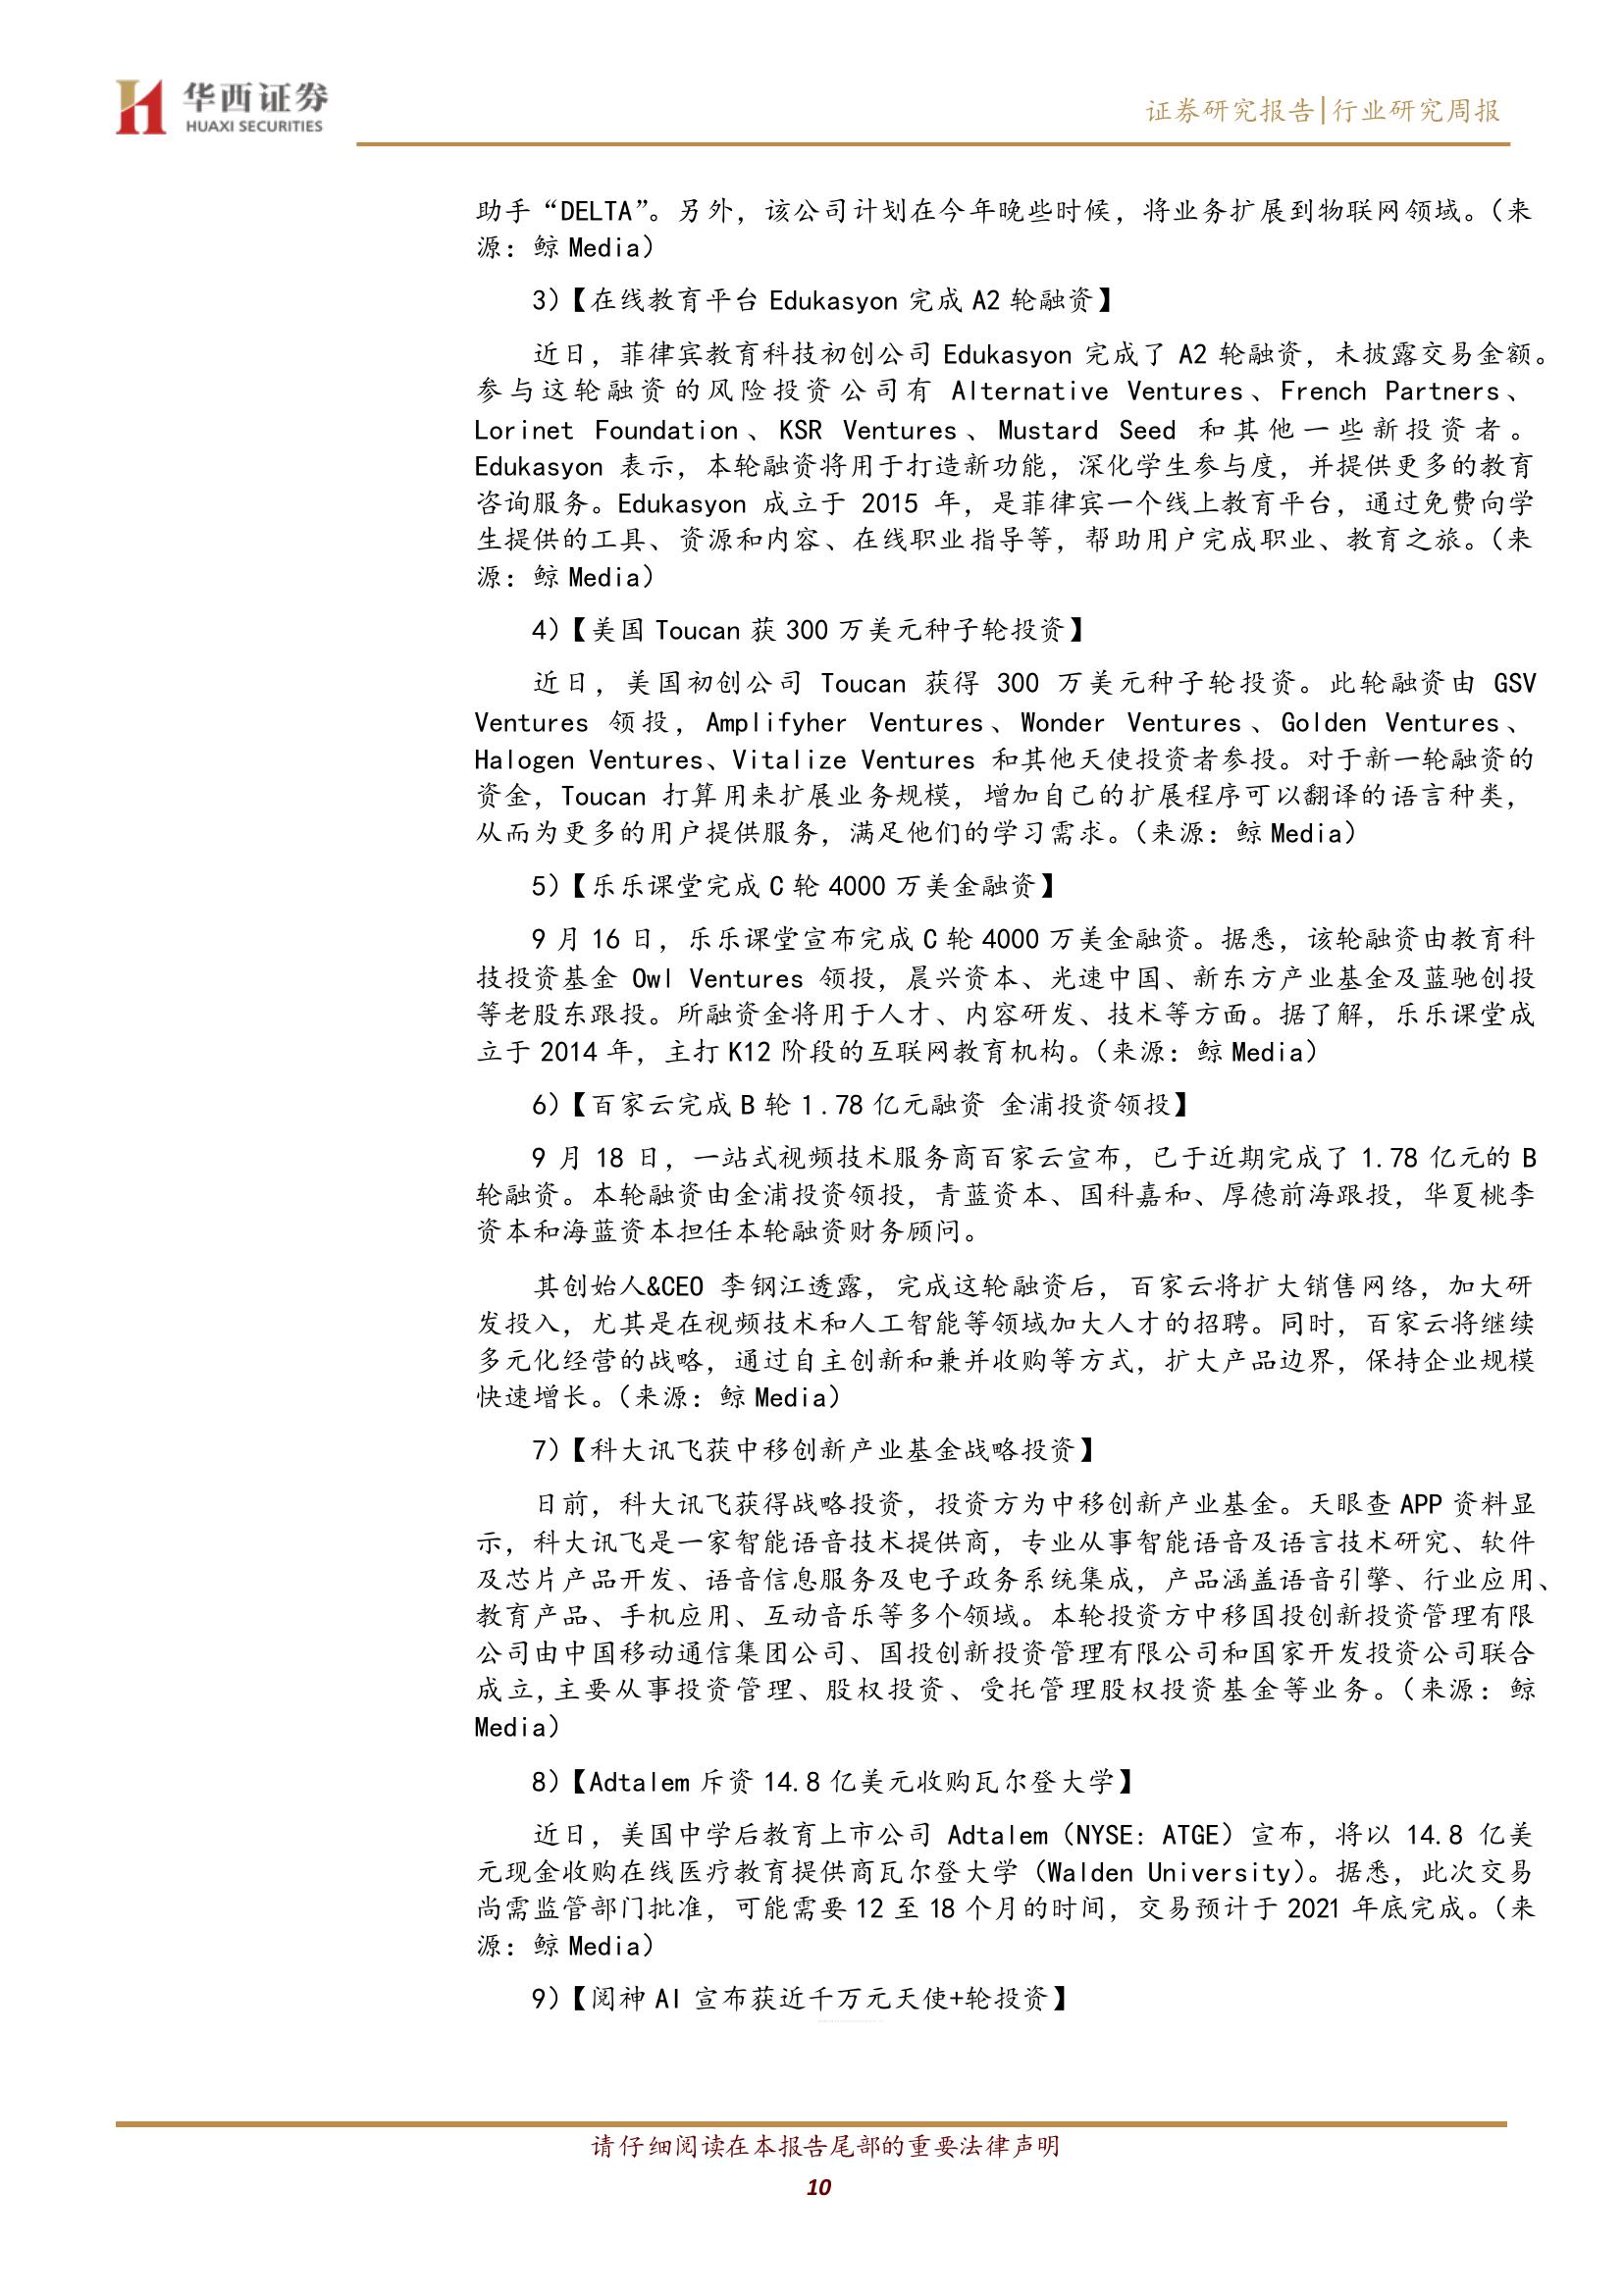 华西证券
HUAXI SECURITIES
证券研究报告|行业研究周报
助手“DELTA”。另外，该公司计划在今年晚些时候，将业务扩展到物联网领域。（来
源：鲸 Media）
3）【在线教育平台 Edukasyon 完成 A2 轮融资】
近日，菲律宾教育科技初创公司 Edukasyon 完成了 A2 轮融资，未披露交易金额。
参与这轮融资的风险投资公司有 Alternative Ventures、French Partners、
Lorinet Foundation、KSR Ventures、Mustard Seed 和其他一些新投资者。
Edukasyon 表示，本轮融资将用于打造新功能，深化学生参与度，并提供更多的教育
咨询服务。Edukasyon 成立于 2015 年，是菲律宾一个线上教育平台，通过免费向学
生提供的工具、资源和内容、在线职业指导等，帮助用户完成职业、教育之旅。（来
源：鲸 Media）
4）【美国 Toucan 获 300 万美元种子轮投资】
近日，美国初创公司 Toucan 获得 300 万美元种子轮投资。此轮融资由 GSV
Ventures 领投，Amplifyher Ventures、Wonder Ventures、Golden Ventures、
Halogen Ventures、Vitalize Ventures 和其他天使投资者参投。对于新一轮融资的
资金，Toucan 打算用来扩展业务规模，增加自己的扩展程序可以翻译的语言种类，
从而为更多的用户提供服务，满足他们的学习需求。（来源：鲸 Media）
5）【乐乐课堂完成 C 轮 4000 万美金融资】
9 月 16 日，乐乐课堂宣布完成 C 轮 4000 万美金融资。据悉，该轮融资由教育科
技投资基金 Owl Ventures 领投，晨兴资本、光速中国、新东方产业基金及蓝驰创投
等老股东跟投。所融资金将用于人才、内容研发、技术等方面。据了解，乐乐课堂成
立于 2014 年，主打 K12 阶段的互联网教育机构。（来源：鲸 Media）
6）【百家云完成 B 轮 1.78 亿元融资 金浦投资领投】
9 月 18 日，一站式视频技术服务商百家云宣布，已于近期完成了 1.78 亿元的 B
轮融资。本轮融资由金浦投资领投，青蓝资本、国科嘉和、厚德前海跟投，华夏桃李
资本和海蓝资本担任本轮融资财务顾问。
其创始人&CEO 李钢江透露，完成这轮融资后，百家云将扩大销售网络，加大研
发投入，尤其是在视频技术和人工智能等领域加大人才的招聘。同时，百家云将继续
多元化经营的战略，通过自主创新和兼并收购等方式，扩大产品边界，保持企业规模
快速增长。（来源：鲸 Media）
7）【科大讯飞获中移创新产业基金战略投资】
日前，科大讯飞获得战略投资，投资方为中移创新产业基金。天眼查 APP 资料显
示，科大讯飞是一家智能语音技术提供商，专业从事智能语音及语言技术研究、软件
及芯片产品开发、语音信息服务及电子政务系统集成，产品涵盖语音引擎、行业应用、
教育产品、手机应用、互动音乐等多个领域。本轮投资方中移国投创新投资管理有限
公司由中国移动通信集团公司、国投创新投资管理有限公司和国家开发投资公司联合
成立,主要从事投资管理、股权投资、受托管理股权投资基金等业务。（来源：鲸
Media）
8）【Adtalem 斥资 14.8 亿美元收购瓦尔登大学】
近日，美国中学后教育上市公司 Adtalem（NYSE：ATGE）宣布，将以 14.8 亿美
元现金收购在线医疗教育提供商瓦尔登大学（Walden University）。据悉，此次交易
尚需监管部门批准，可能需要 12 至 18 个月的时间，交易预计于 2021 年底完成。（来
源：鲸 Media）
9）【阅神 AI 宣布获近千万元天使+轮投资】
请仔细阅读在本报告尾部的重要法律声明
10